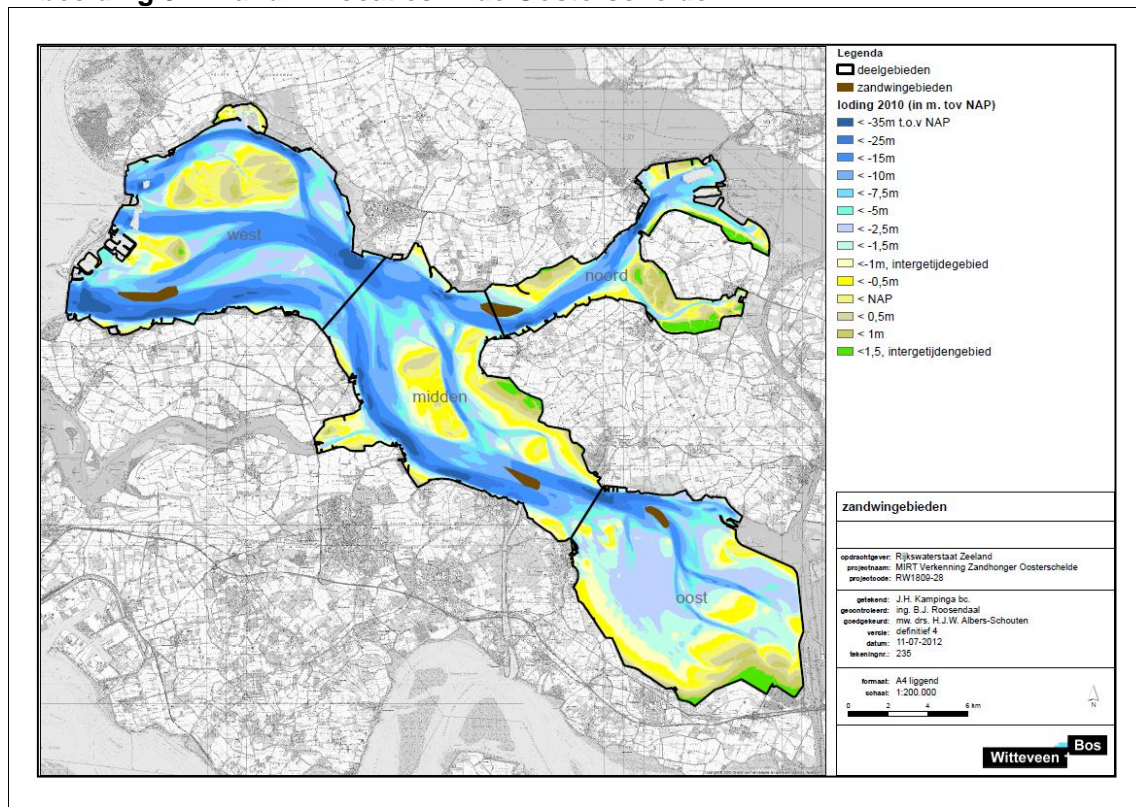 Legenda
deelgebieden
zandwingebieden
loding 2010 (in m. tov NAP)
< -35m t.o.v NAP
< -25m
< -15m
< -10m
< -7,5m
< -5m
< -2,5m
< -1,5m
<-1m, intergetijdegebied
< -0,5m
< NAP
< 0,5m
< 1m
<1,5, intergetijdengebied
west
noord
midden
oost
zandwingebieden
opdrachtgever: Rijkswaterstaat Zeeland
projectnaam: MIRT Verkenning Zandhonger Oosterschelde
projectcode: RW1809-28
getekend: J.H. Kampinga bc.
gecontroleerd: ing. B.J. Roosendaal
goedgekeurd: mw. drs. H.J.W. Albers-Schouten
versie: definitief 4
datum: 11-07-2012
tekeningnr.: 235
formaat: A4 liggend
schaal: 1:200.000
0 2 4 6 km
N
Witteveen + Bos